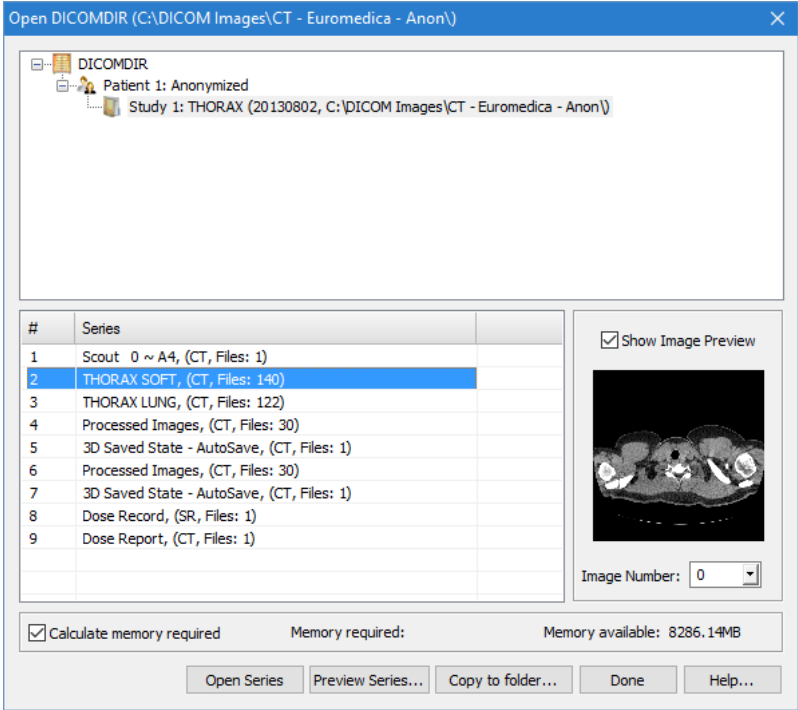 Open DICOMDIR (C:\DICOM Images\CT - Euromedica - Anon\)
DICOMDIR
Patient 1: Anonymized
Study 1: THORAX (20130802, C:\DICOM Images\CT - Euromedica - Anon\)
# Series
1 Scout 0 ~ A4, (CT, Files: 1)
2 THORAX SOFT, (CT, Files: 140)
3 THORAX LUNG, (CT, Files: 122)
4 Processed Images, (CT, Files: 30)
5 3D Saved State - AutoSave, (CT, Files: 1)
6 Processed Images, (CT, Files: 30)
7 3D Saved State - AutoSave, (CT, Files: 1)
8 Dose Record, (SR, Files: 1)
9 Dose Report, (CT, Files: 1)
Show Image Preview
Image Number: 0
Calculate memory required Memory required: Memory available: 8286.14MB
Open Series Preview Series... Copy to folder... Done Help...